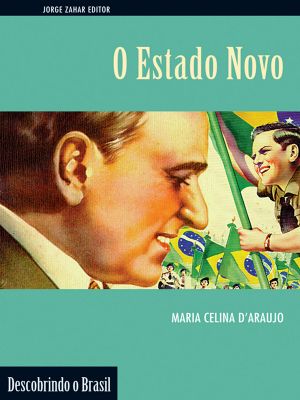 JORGE ZAHAR EDITOR
O Estado Novo
MARIA CELINA D'ARAUJO
Descobrindo o Brasil